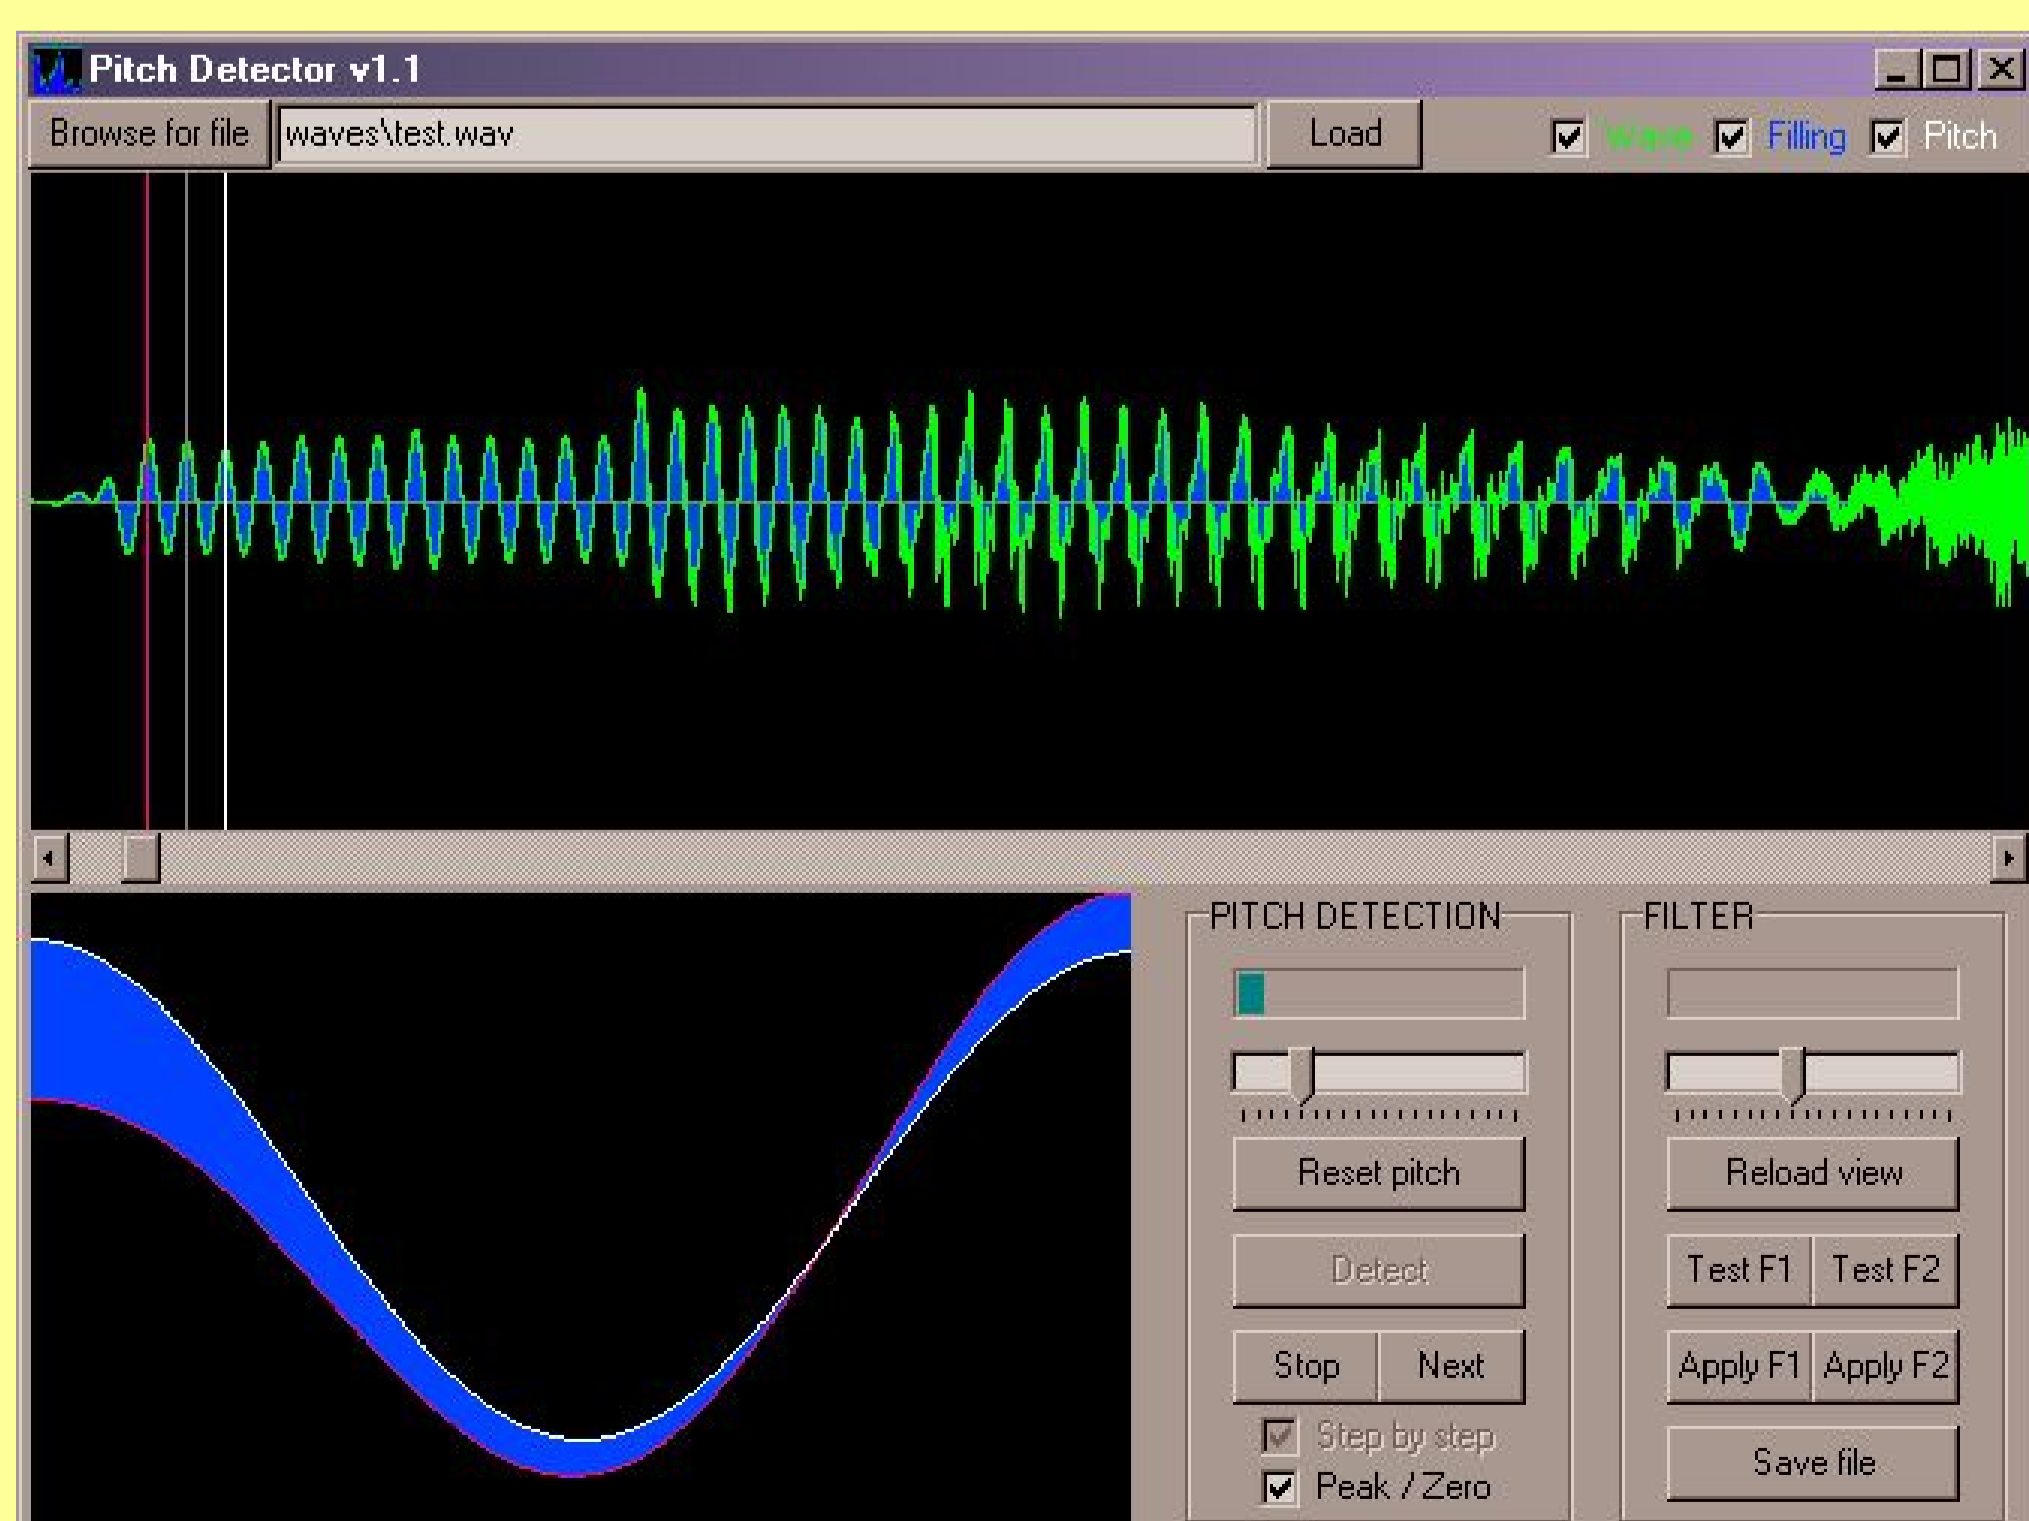 Pitch Detector v1.1
Browse for file waves\test.wav Load Wave Filling Pitch
PITCH DETECTION
Reset pitch
Detect
Stop Next
Step by step
Peak / Zero
FILTER
Reload view
Test F1 Test F2
Apply F1 Apply F2
Save file